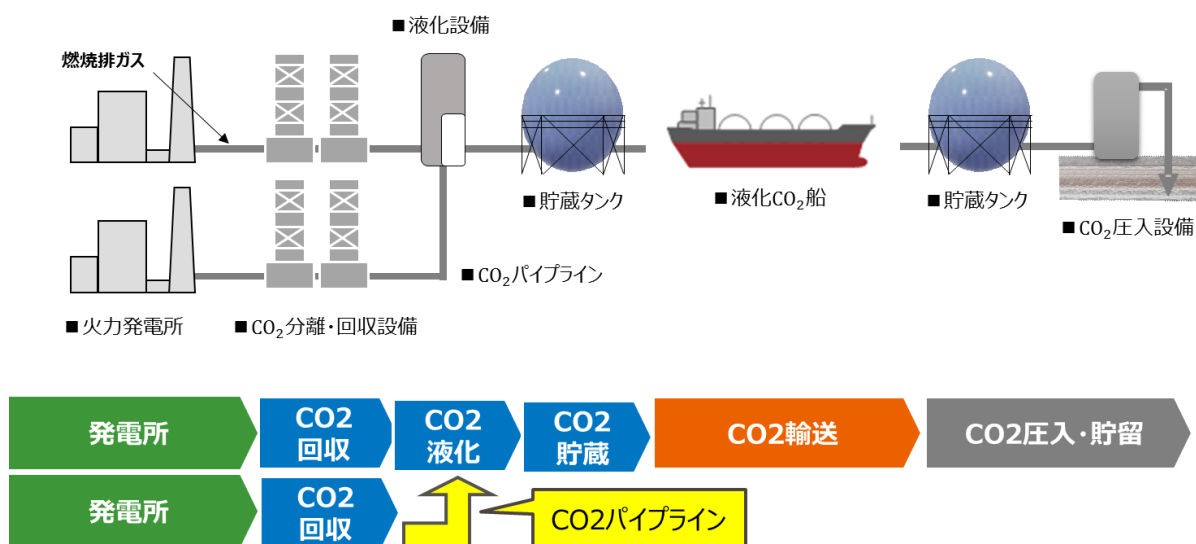 ■液化設備
燃焼排ガス
■貯蔵タンク
■液化CO₂船
■貯蔵タンク
■CO₂圧入設備
■CO₂パイプライン
■火力発電所
■CO₂分離・回収設備
発電所
CO2
回収
CO2
液化
CO2
貯蔵
CO2輸送
CO2圧入・貯留
発電所
CO2
回収
CO2パイプライン